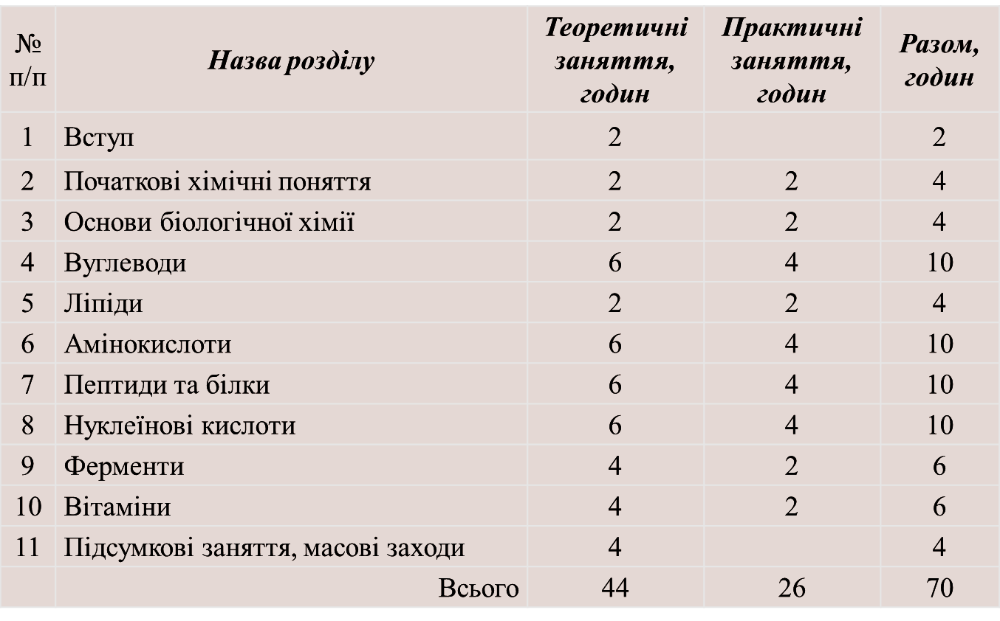 № п/п Назва розділу Теоретичні заняття, годин Практичні заняття, годин Разом, годин
1 Вступ 2 2
2 Початкові хімічні поняття 2 2 4
3 Основи біологічної хімії 2 2 4
4 Вуглеводи 6 4 10
5 Ліпіди 2 2 4
6 Амінокислоти 6 4 10
7 Пептиди та білки 6 4 10
8 Нуклеїнові кислоти 6 4 10
9 Ферменти 4 2 6
10 Вітаміни 4 2 6
11 Підсумкові заняття, масові заходи 4 4
Всього 44 26 70